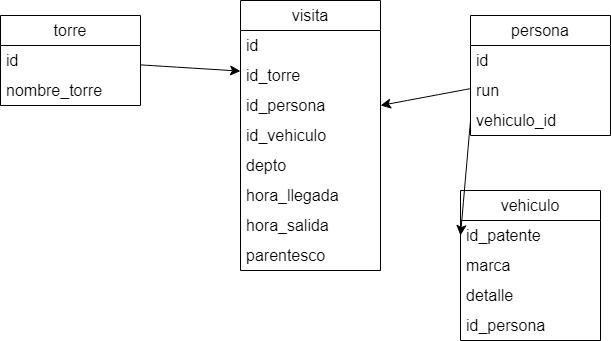 torre
id
nombre_torre
visita
id
id_torre
id_persona
id_vehiculo
depto
hora_llegada
hora_salida
parentesco
persona
id
run
vehiculo_id
vehiculo
id_patente
marca
detalle
id_persona